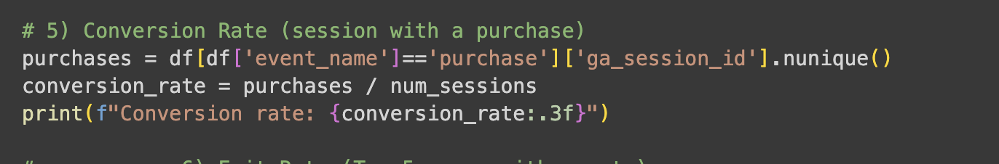 # 5) Conversion Rate (session with a purchase)
purchases = df[df['event_name']=='purchase']['ga_session_id'].nunique()
conversion_rate = purchases / num_sessions
print(f"Conversion rate: {conversion_rate:.3f}")